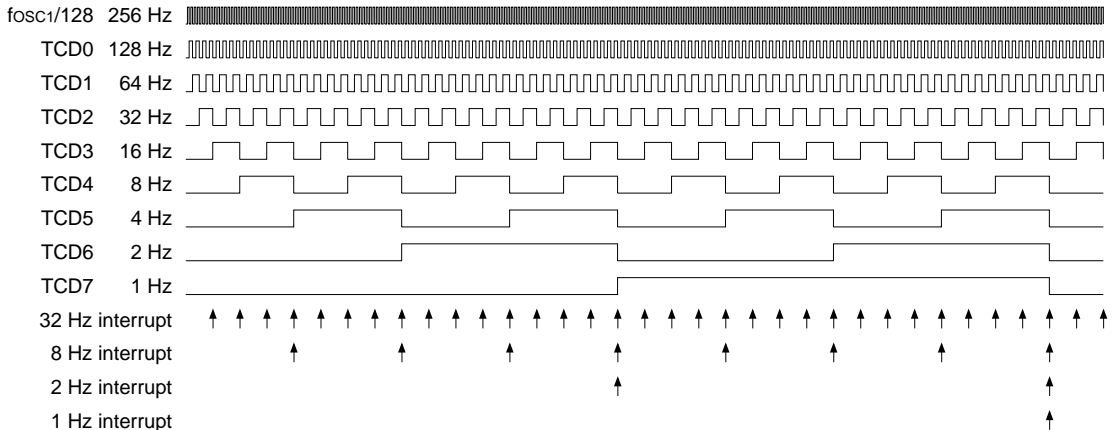 fOSC1/128 256 Hz
TCD0 128 Hz
TCD1 64 Hz
TCD2 32 Hz
TCD3 16 Hz
TCD4 8 Hz
TCD5 4 Hz
TCD6 2 Hz
TCD7 1 Hz
32 Hz interrupt
8 Hz interrupt
2 Hz interrupt
1 Hz interrupt